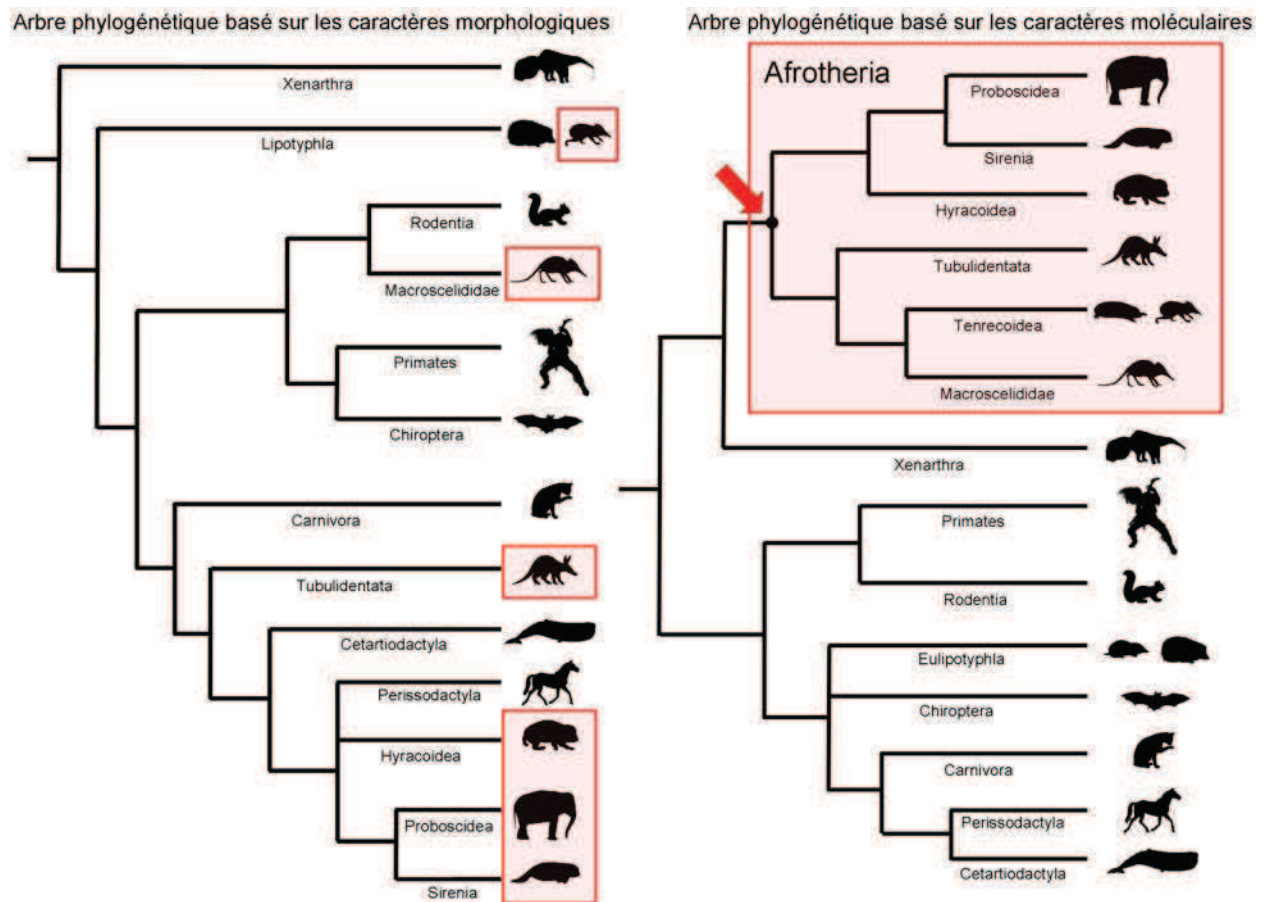 Arbre phylogénétique basé sur les caractères morphologiques
Xenarthra
Lipotyphla
Rodentia
Macroscelididae
Primates
Chiroptera
Carnivora
Tubulidentata
Cetartiodactyla
Perissodactyla
Hyracoidea
Proboscidea
Sirenia
Arbre phylogénétique basé sur les caractères moléculaires
Afrotheria
Proboscidea
Sirenia
Hyracoidea
Tubulidentata
Tenrecoidea
Macroscelididae
Xenarthra
Primates
Rodentia
Eulipotyphla
Chiroptera
Carnivora
Perissodactyla
Cetartiodactyla